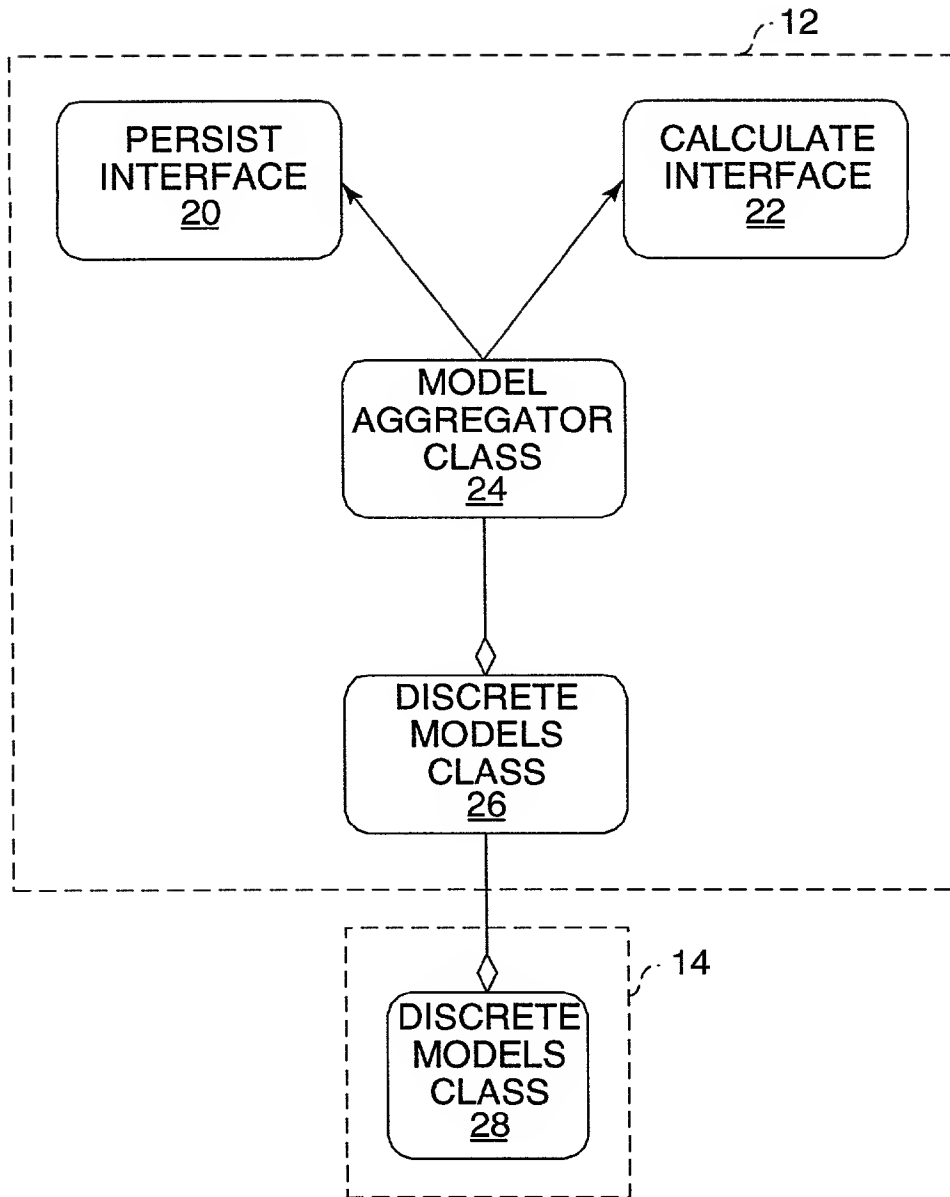 12
PERSIST
INTERFACE
20
CALCULATE
INTERFACE
22
MODEL
AGGREGATOR
CLASS
24
DISCRETE
MODELS
CLASS
26
14
DISCRETE
MODELS
CLASS
28